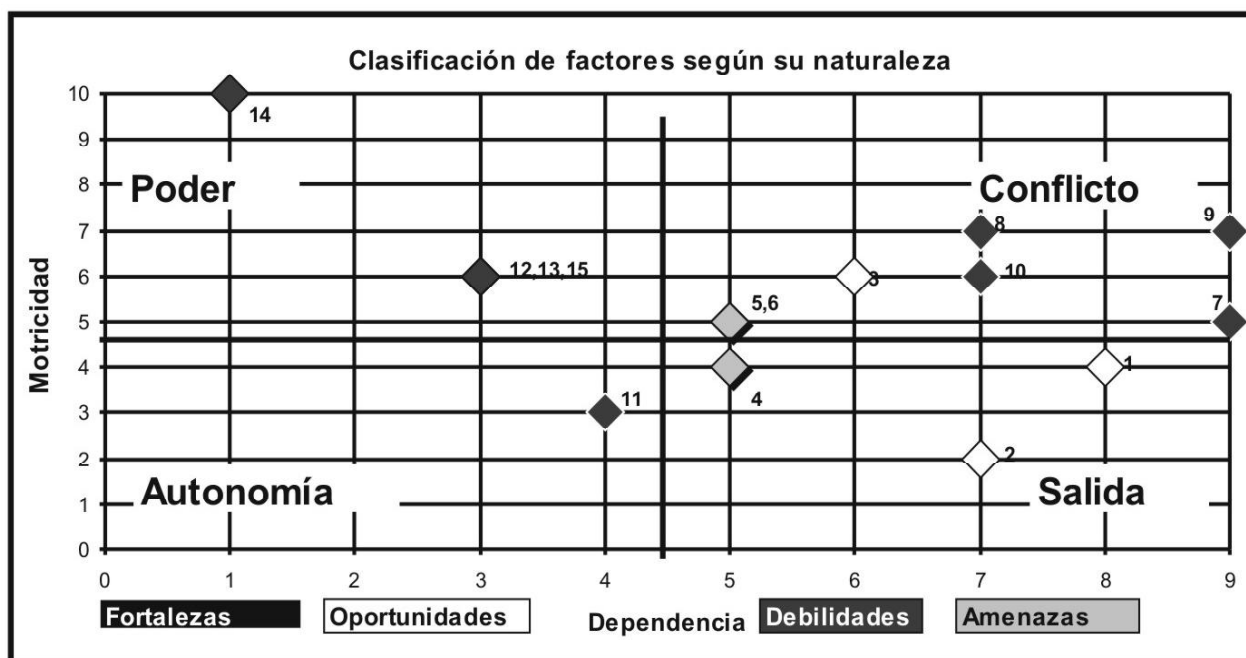 Clasificación de factores según su naturaleza
10
14
9
8
Poder
Conflicto
9
7
8
12,13,15
6
3
10
5,6
7
5
4
1
4
11
3
2
2
Autonomía
Salida
1
0
Motricidad
0 1 2 3 4 5 6 7 8 9
Fortalezas
Oportunidades
Dependencia
Debilidades
Amenazas